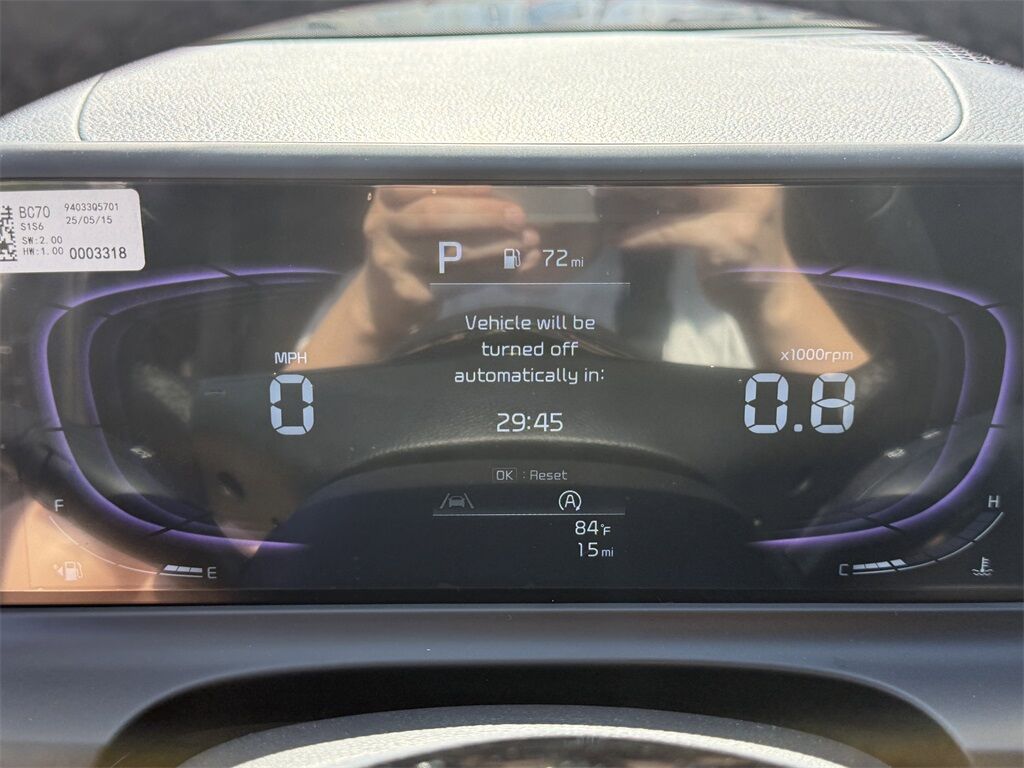 BC70 94033Q5701
S1S6 25/05/15
SW:2.00
HW:1.00 0003318
P 72 mi
Vehicle will be
turned off
automatically in:
29:45
OK : Reset
MPH
0
x1000rpm
0.8
A
84°F
15 mi
F
E
H
C